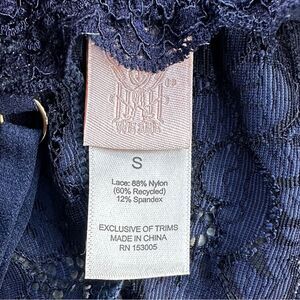 S
Lace: 88% Nylon
(60% Recycled)
12% Spandex
EXCLUSIVE OF TRIMS
MADE IN CHINA
RN 153005